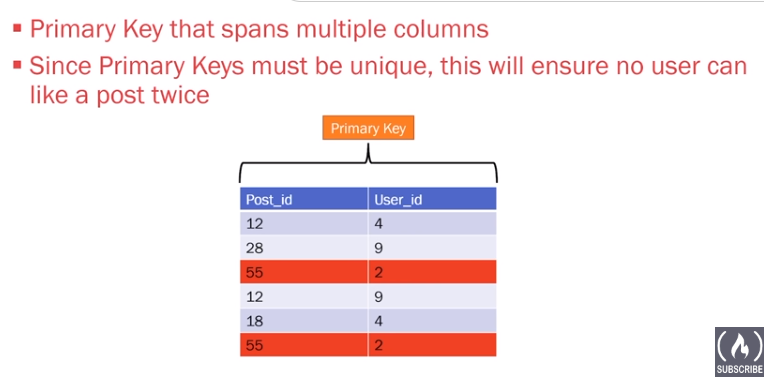 Primary Key that spans multiple columns
Since Primary Keys must be unique, this will ensure no user can
like a post twice
Primary Key
Post_id User_id
12 4
28 9
55 2
12 9
18 4
55 2
SUBSCRIBE